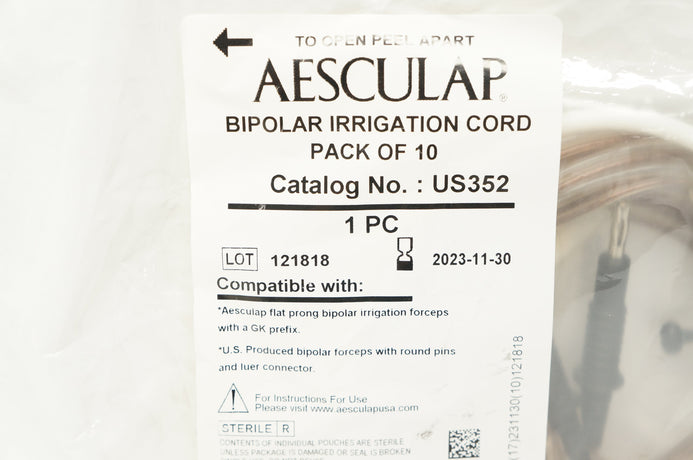 TO OPEN PEEL APART
AESCULAP®
BIPOLAR IRRIGATION CORD
PACK OF 10
Catalog No. : US352
1 PC
LOT 121818 2023-11-30
Compatible with:
*Aesculap flat prong bipolar irrigation forceps
with a GK prefix.
*U.S. Produced bipolar forceps with round pins
and luer connector.
For Instructions For Use
Please visit www.aesculapusa.com
STERILE R
CONTENTS OF INDIVIDUAL POUCHES ARE STERILE
UNLESS PACKAGE IS DAMAGED OR SEAL IS BROKEN
(17)231130(10)121818